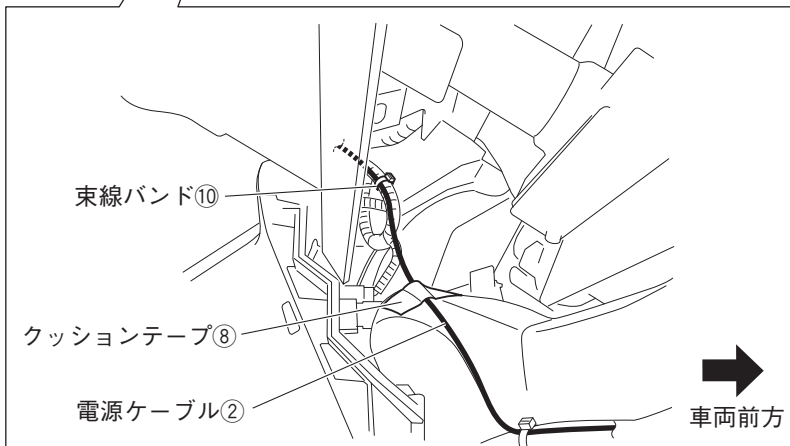 束線バンド⑩
クッションテープ⑧
電源ケーブル②
車両前方